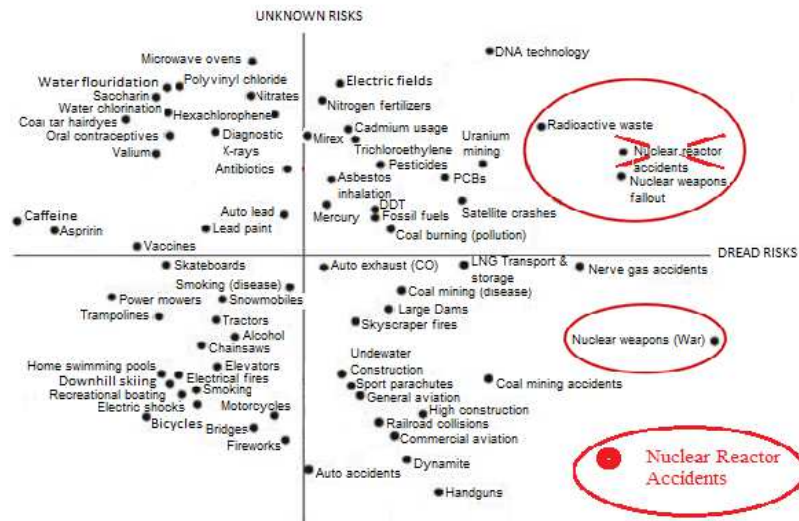 UNKNOWN RISKS
DNA technology
Microwave ovens
Water flouridation
Polyvinyl chloride
Electric fields
Saccharin
Nitrates
Nitrogen fertilizers
Water chlorination
Hexachlorophene
Coal tar hairdyes
Cadmium usage
Radioactive waste
Oral contraceptives
Diagnostic
X-rays
Mirex
Trichloroethylene
Uranium
mining
Valium
Nuclear reactor
accidents
Antibiotics
Pesticides
Asbestos
inhalation
PCBs
Nuclear weapons
fallout
Caffeine
Auto lead
Mercury
DDT
Satellite crashes
Aspririn
Lead paint
Fossil fuels
Coal burning (pollution)
Vaccines
DREAD RISKS
Skateboards
Auto exhaust (CO)
LNG Transport &
storage
Nerve gas accidents
Smoking (disease)
Coal mining (disease)
Power mowers
Snowmobiles
Trampolines
Tractors
Large Dams
Skyscraper fires
Alcohol
Chainsaws
Nuclear weapons (War)
Undewater
Construction
Home swimming pools
Elevators
Downhill skiing
Electrical fires
Sport parachutes
Coal mining accidents
Recreational boating
Smoking
General aviation
Electric shocks
Motorcycles
High construction
Bicycles
Bridges
Railroad collisions
Fireworks
Commercial aviation
Auto accidents
Dynamite
Handguns
Nuclear Reactor
Accidents